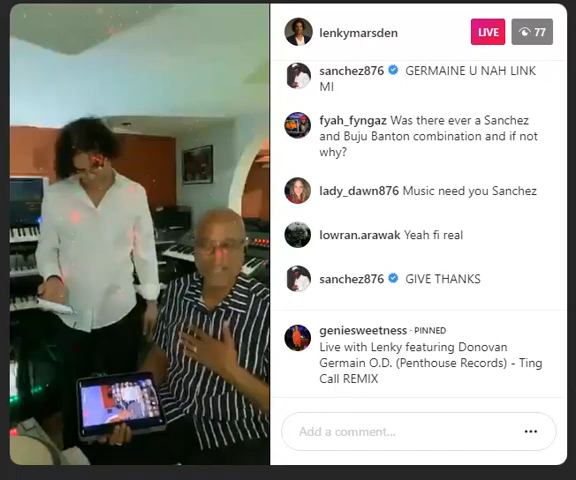 lenkymarsden
LIVE
77
sanchez876 GERMAINE U NAH LINK
MI
fyah_fyngaz Was there ever a Sanchez
and Buju Banton combination and if not
why?
lady_dawn876 Music need you Sanchez
lowran.arawak Yeah fi real
sanchez876 GIVE THANKS
geniesweetness · PINNED
Live with Lenky featuring Donovan
Germain O.D. (Penthouse Records) - Ting
Call REMIX
Add a comment...